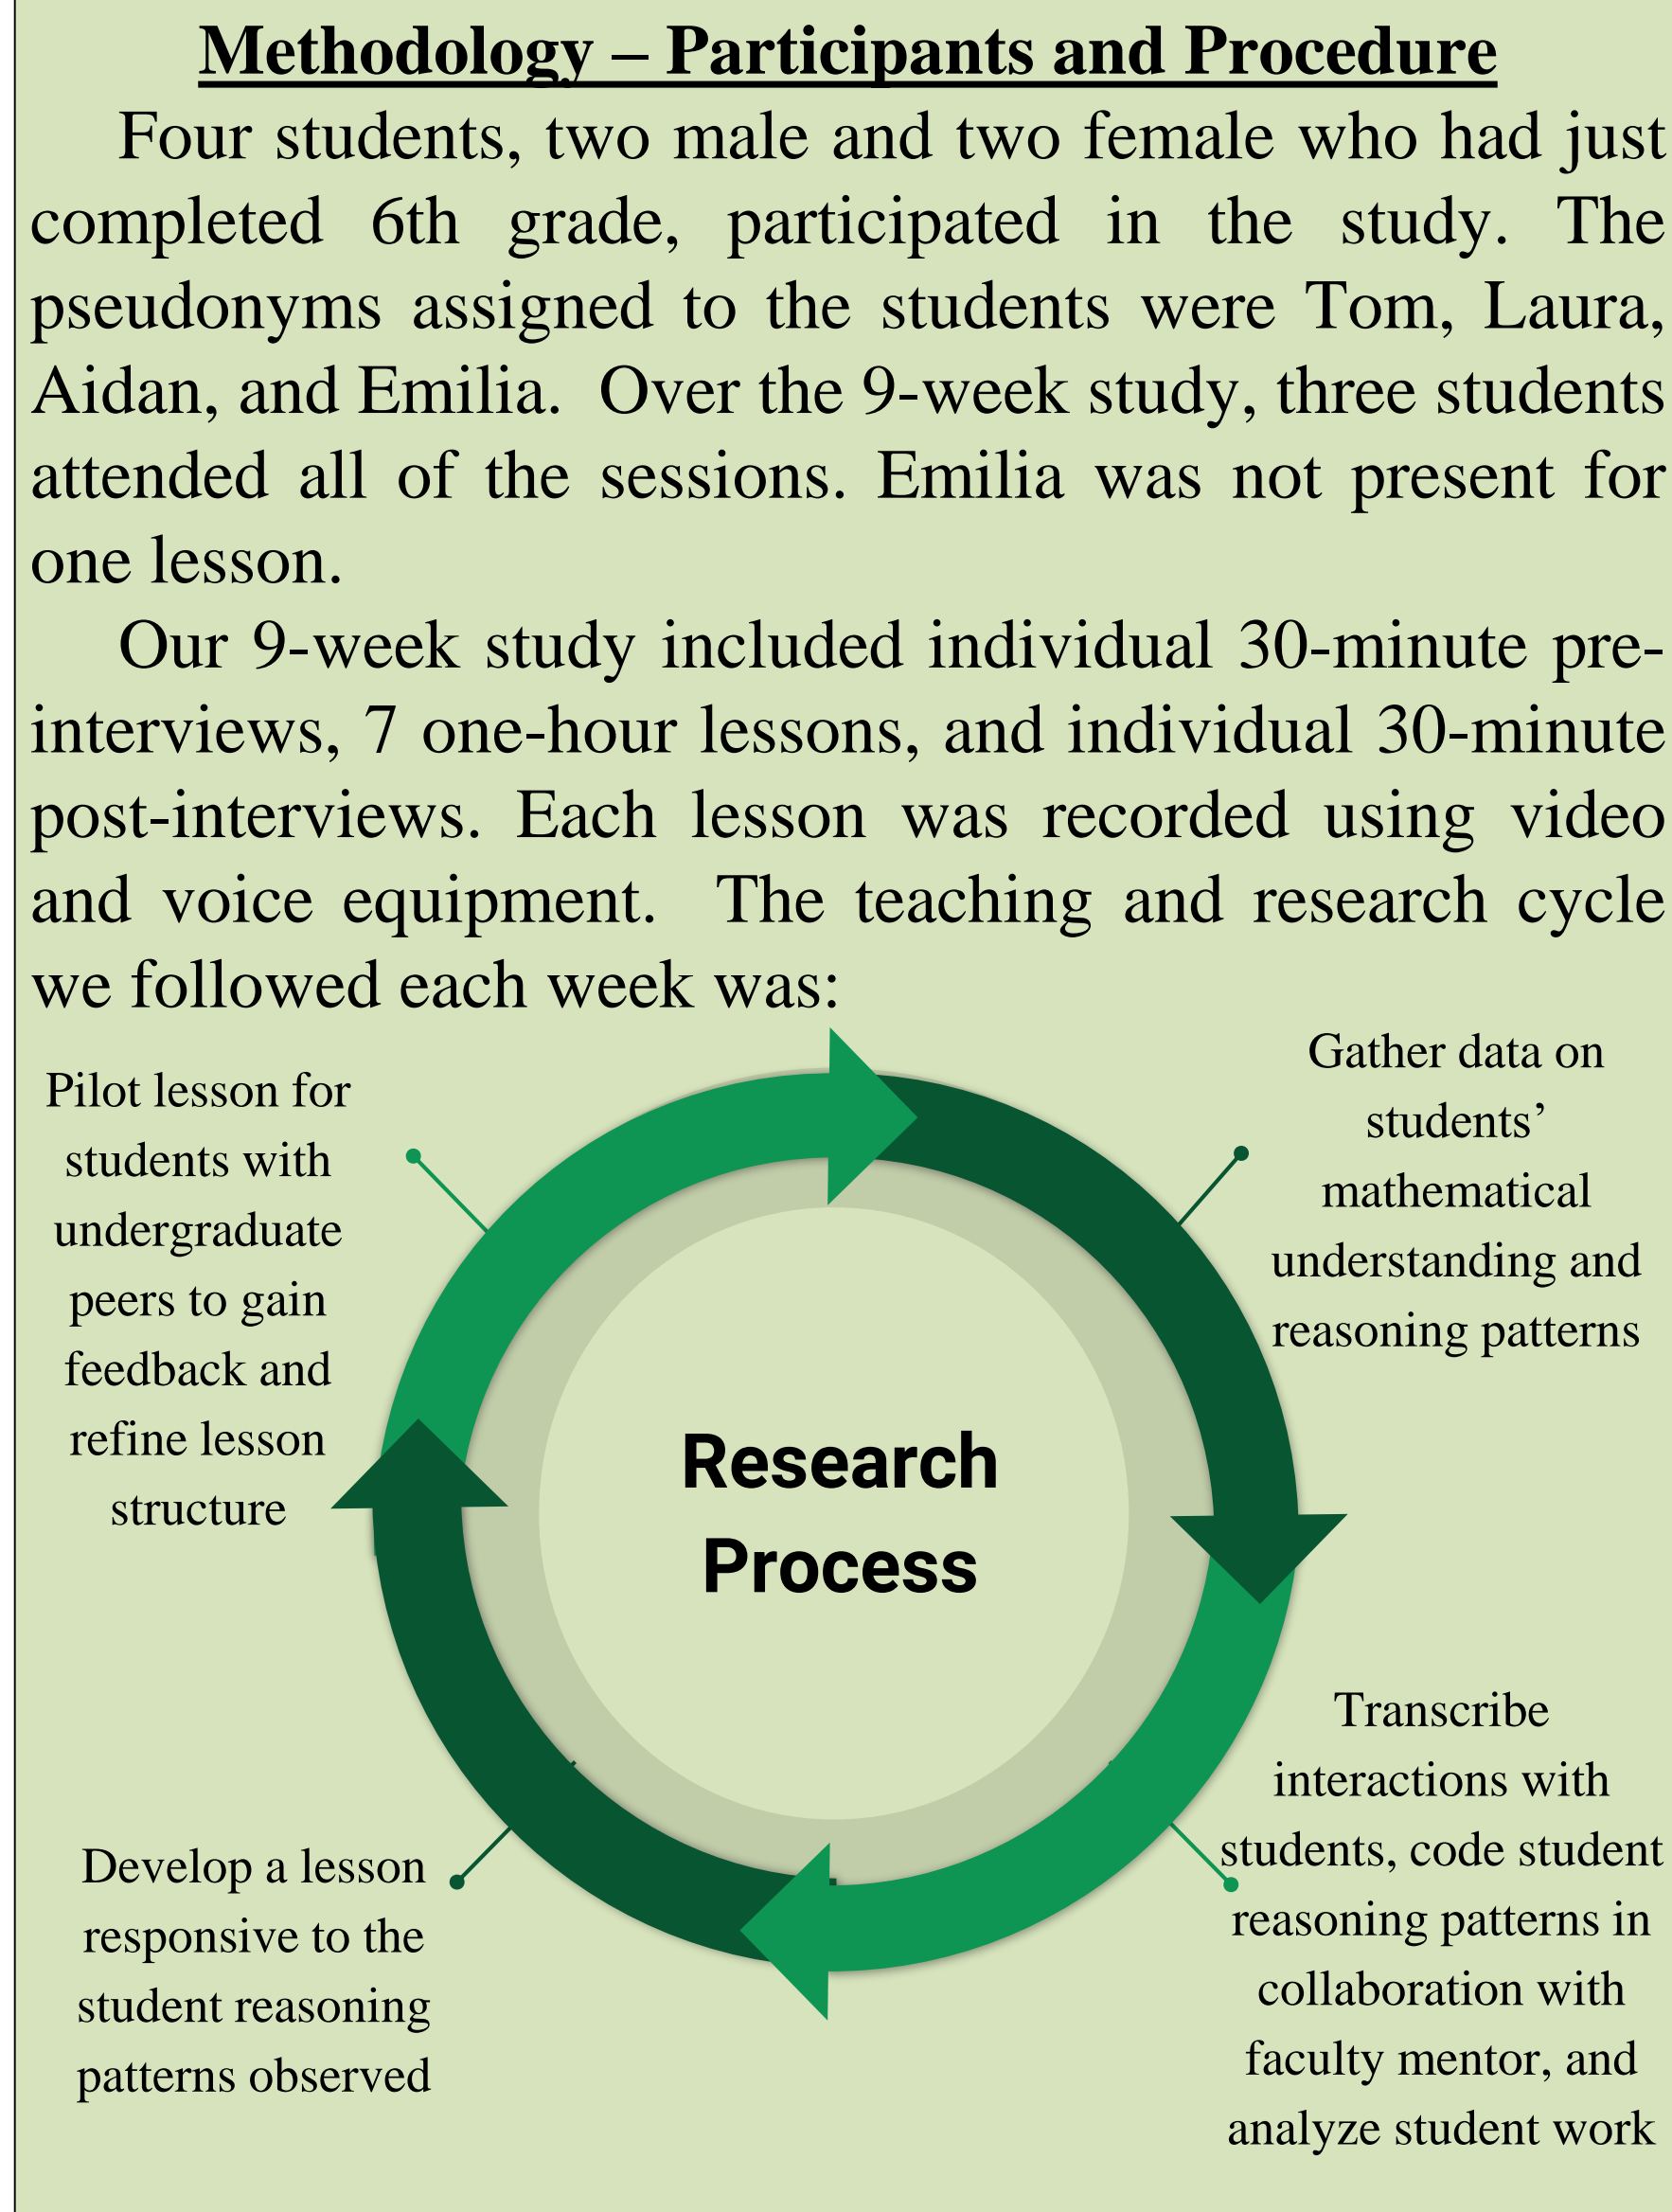 Methodology – Participants and Procedure
Four students, two male and two female who had just
completed 6th grade, participated in the study. The
pseudonyms assigned to the students were Tom, Laura,
Aidan, and Emilia. Over the 9-week study, three students
attended all of the sessions. Emilia was not present for
one lesson.
Our 9-week study included individual 30-minute pre-
interviews, 7 one-hour lessons, and individual 30-minute
post-interviews. Each lesson was recorded using video
and voice equipment. The teaching and research cycle
we followed each week was:
Pilot lesson for
students with
undergraduate
peers to gain
feedback and
refine lesson
structure
Gather data on
students’
mathematical
understanding and
reasoning patterns
Research
Process
Transcribe
interactions with
students, code student
reasoning patterns in
collaboration with
faculty mentor, and
analyze student work
Develop a lesson
responsive to the
student reasoning
patterns observed